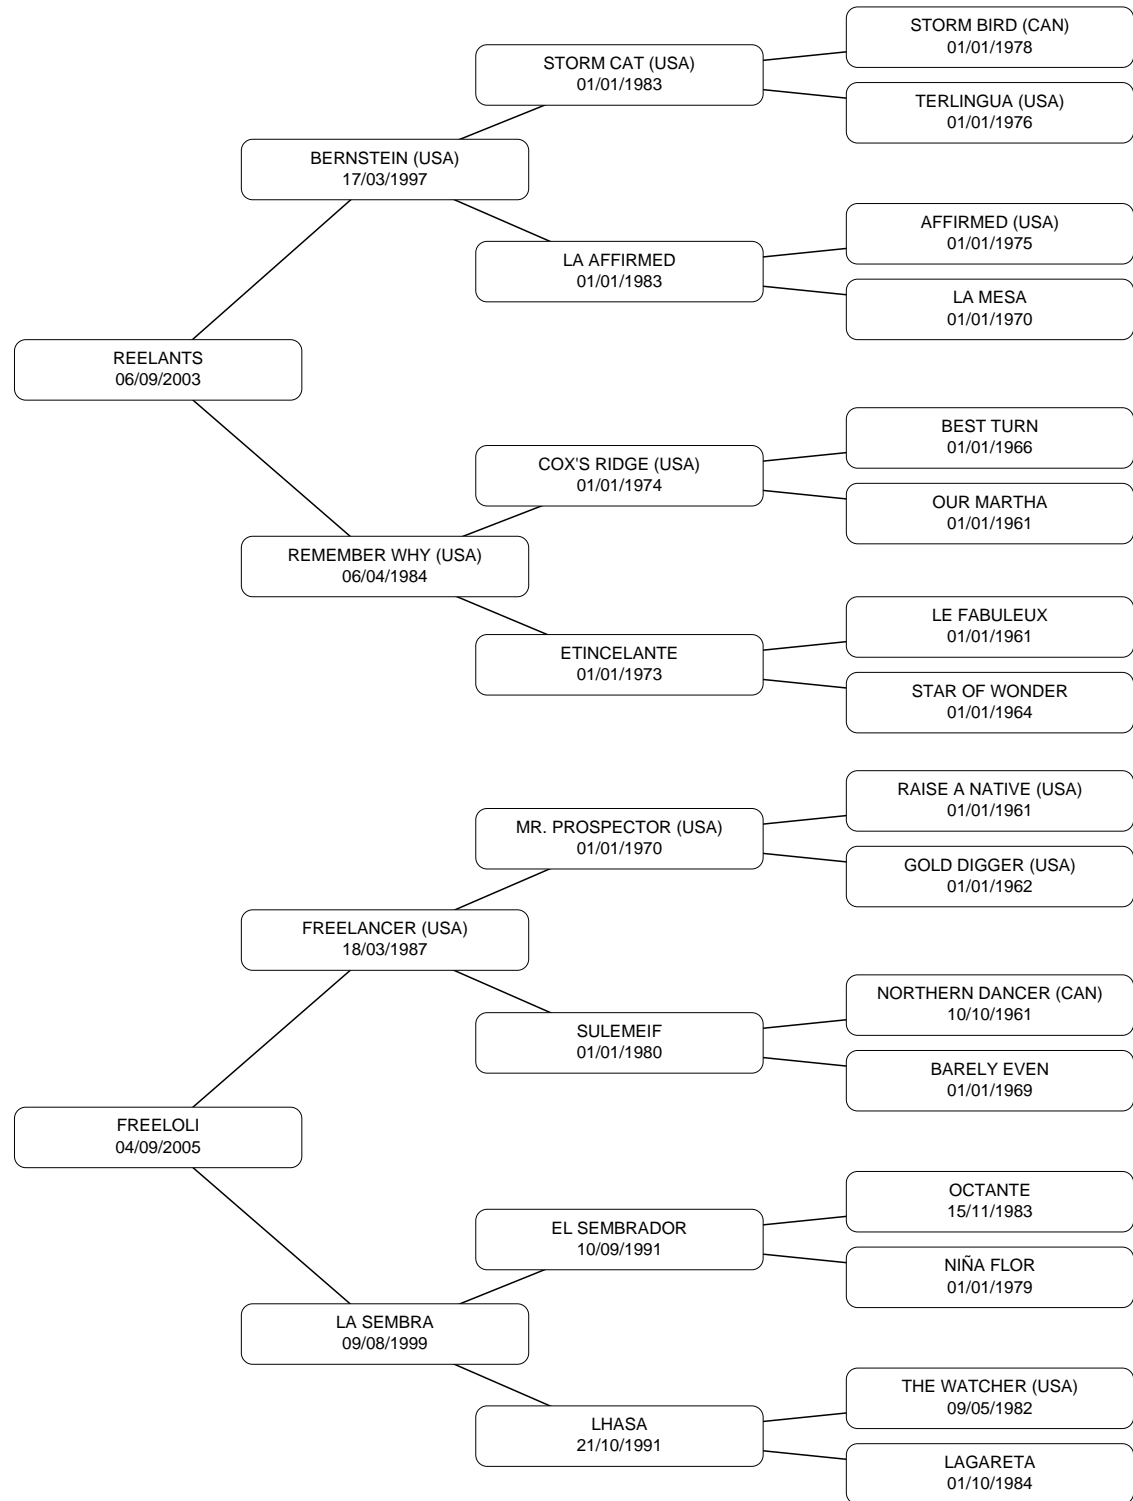 STORM BIRD (CAN)
01/01/1978
STORM CAT (USA)
01/01/1983
TERLINGUA (USA)
01/01/1976
BERNSTEIN (USA)
17/03/1997
AFFIRMED (USA)
01/01/1975
LA AFFIRMED
01/01/1983
LA MESA
01/01/1970
REELANTS
06/09/2003
BEST TURN
01/01/1966
COX'S RIDGE (USA)
01/01/1974
OUR MARTHA
01/01/1961
REMEMBER WHY (USA)
06/04/1984
LE FABULEUX
01/01/1961
ETINCELANTE
01/01/1973
STAR OF WONDER
01/01/1964
RAISE A NATIVE (USA)
01/01/1961
MR. PROSPECTOR (USA)
01/01/1970
GOLD DIGGER (USA)
01/01/1962
FREELANCER (USA)
18/03/1987
NORTHERN DANCER (CAN)
10/10/1961
SULEMEIF
01/01/1980
BARELY EVEN
01/01/1969
FREELOLI
04/09/2005
OCTANTE
15/11/1983
EL SEMBRADOR
10/09/1991
NIÑA FLOR
01/01/1979
LA SEMBRA
09/08/1999
THE WATCHER (USA)
09/05/1982
LHASA
21/10/1991
LAGARETA
01/10/1984